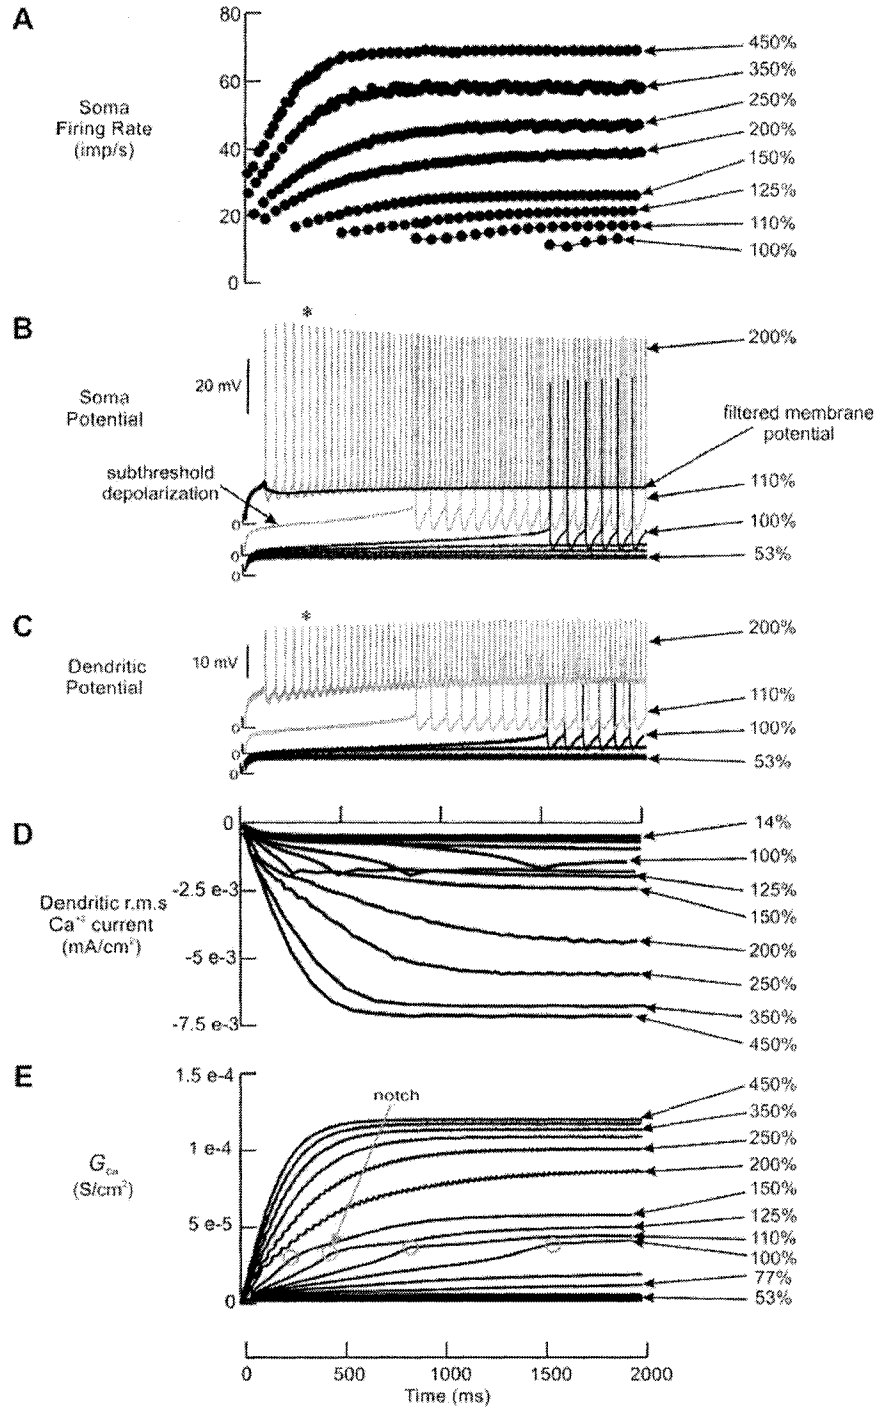 A
80
60
40
20
0
Soma
Firing Rate
(imp/s)
450%
350%
250%
200%
150%
125%
110%
100%
B
*
20 mV
Soma
Potential
subthreshold
depolarization
0
0
0
200%
filtered membrane
potential
110%
100%
53%
C
*
10 mV
Dendritic
Potential
0
0
0
200%
110%
100%
53%
D
0
-2.5 e-3
-5 e-3
-7.5 e-3
Dendritic r.m.s
Ca⁺² current
(mA/cm²)
14%
100%
125%
150%
200%
250%
350%
450%
E
1.5 e-4
1 e-4
5 e-5
0
G_Ca
(S/cm²)
notch
450%
350%
250%
200%
150%
125%
110%
100%
77%
53%
0 500 1000 1500 2000
Time (ms)